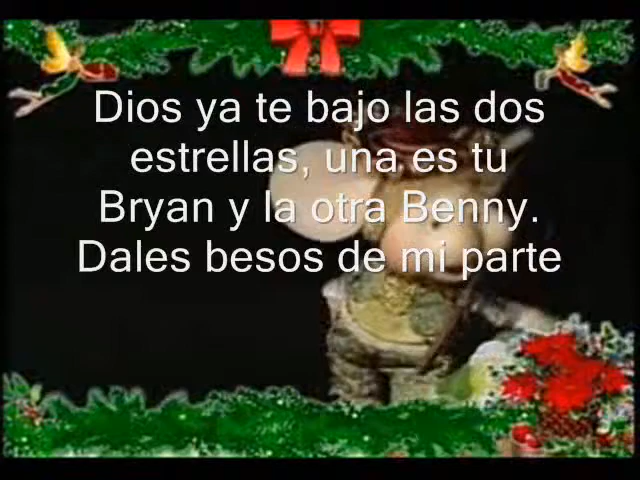 Dios ya te bajo las dos
estrellas, una es tu
Bryan y la otra Benny.
Dales besos de mi parte